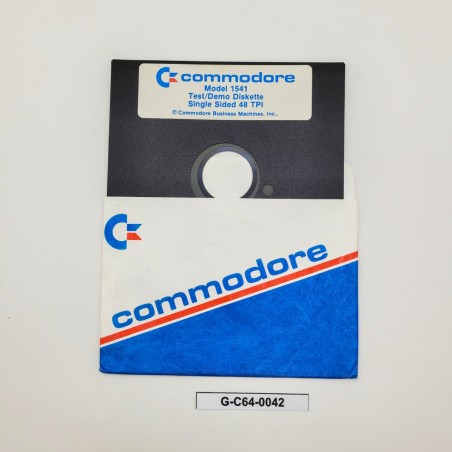 commodore
Model 1541
Test/Demo Diskette
Single Sided 48 TPI
© Commodore Business Machines, Inc..
commodore
G-C64-0042